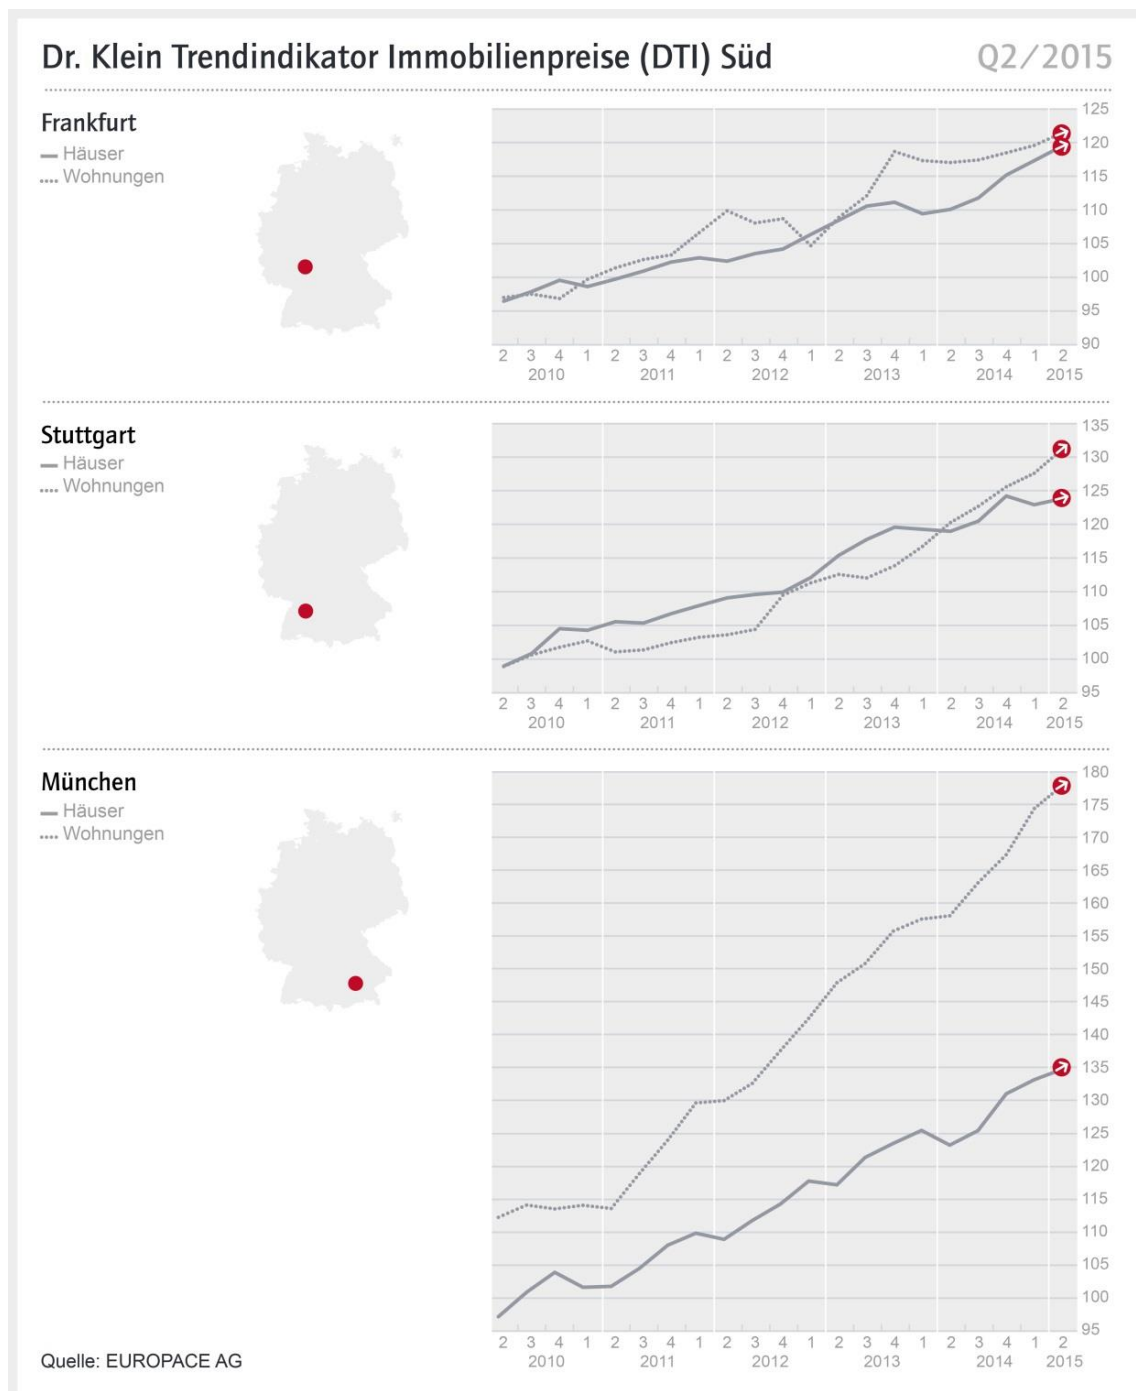 Dr. Klein Trendindikator Immobilienpreise (DTI) Süd Q2/2015
Frankfurt
Häuser
Wohnungen
125
120
115
110
105
100
95
90
2 3 4 1 2 3 4 1 2 3 4 1 2 3 4 1 2 3 4 1 2
2010 2011 2012 2013 2014 2015
Stuttgart
Häuser
Wohnungen
135
130
125
120
115
110
105
100
95
2 3 4 1 2 3 4 1 2 3 4 1 2 3 4 1 2 3 4 1 2
2010 2011 2012 2013 2014 2015
München
Häuser
Wohnungen
180
175
170
165
160
155
150
145
140
135
130
125
120
115
110
105
100
95
2 3 4 1 2 3 4 1 2 3 4 1 2 3 4 1 2 3 4 1 2
2010 2011 2012 2013 2014 2015
Quelle: EUROPACE AG